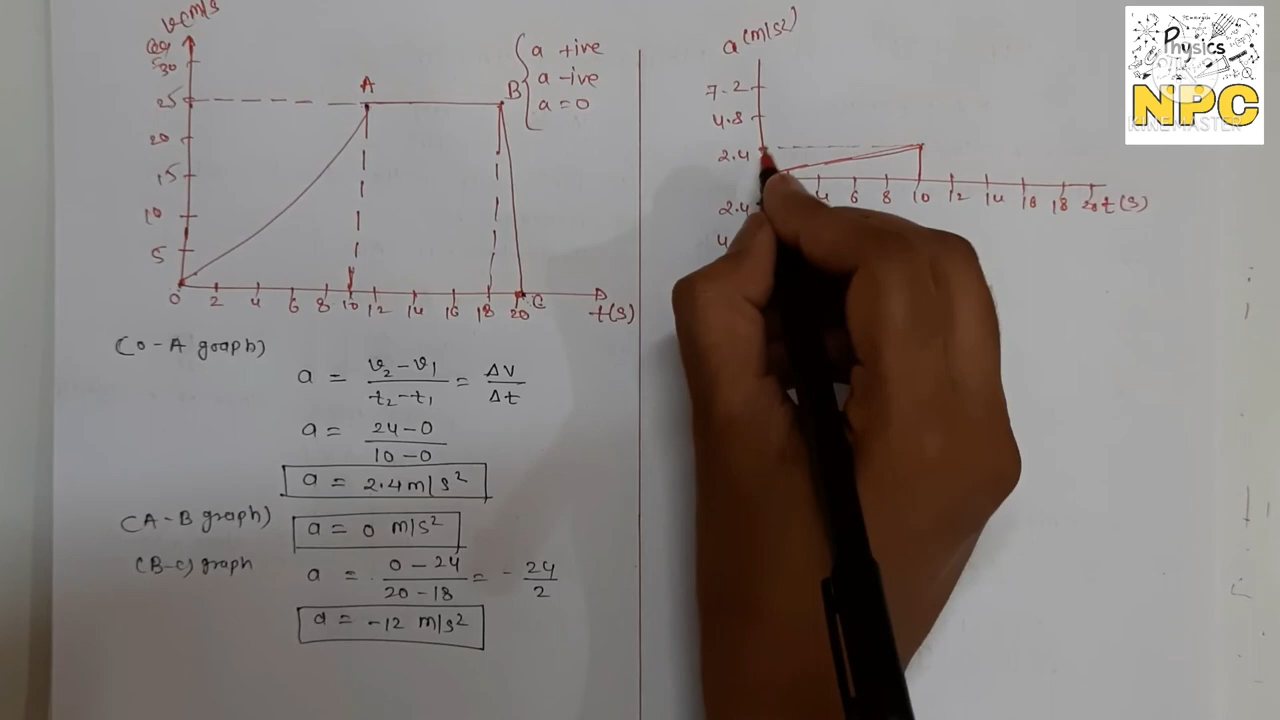 v(m/s
30
25
20
15
10
5
0 2 4 6 8 10 12 14 16 18 20 C
t(s)
A
B
a +ive
a -ive
a = 0
(O-A graph)
a = v₂-v₁ / t₂-t₁ = ΔV / Δt
a = 24-0 / 10-0
a = 2.4 m/s²
(A-B graph)
a = 0 m/s²
(B-C) graph
a = 0-24 / 20-18 = - 24 / 2
a = -12 m/s²
a (m/s²)
7.2
4.8
2.4
4 6 8 10 12 14 16 18 20 t(s)
2.4
4
Physics
NPC
KINEMASTER